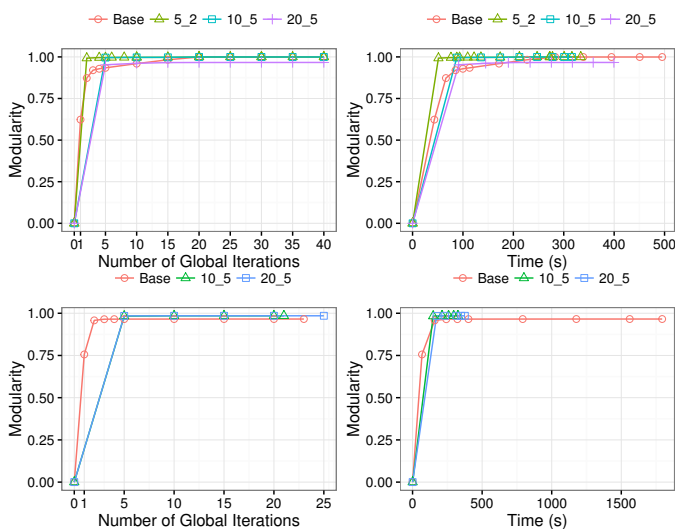 Base 5_2 10_5 20_5
1.00
0.75
0.50
0.25
0.00
Modularity
0 1 5 10 15 20 25 30 35 40
Number of Global Iterations
Base 5_2 10_5 20_5
1.00
0.75
0.50
0.25
0.00
Modularity
0 100 200 300 400 500
Time (s)
Base 10_5 20_5
1.00
0.75
0.50
0.25
0.00
Modularity
0 1 5 10 15 20 25
Number of Global Iterations
Base 10_5 20_5
1.00
0.75
0.50
0.25
0.00
Modularity
0 500 1000 1500
Time (s)